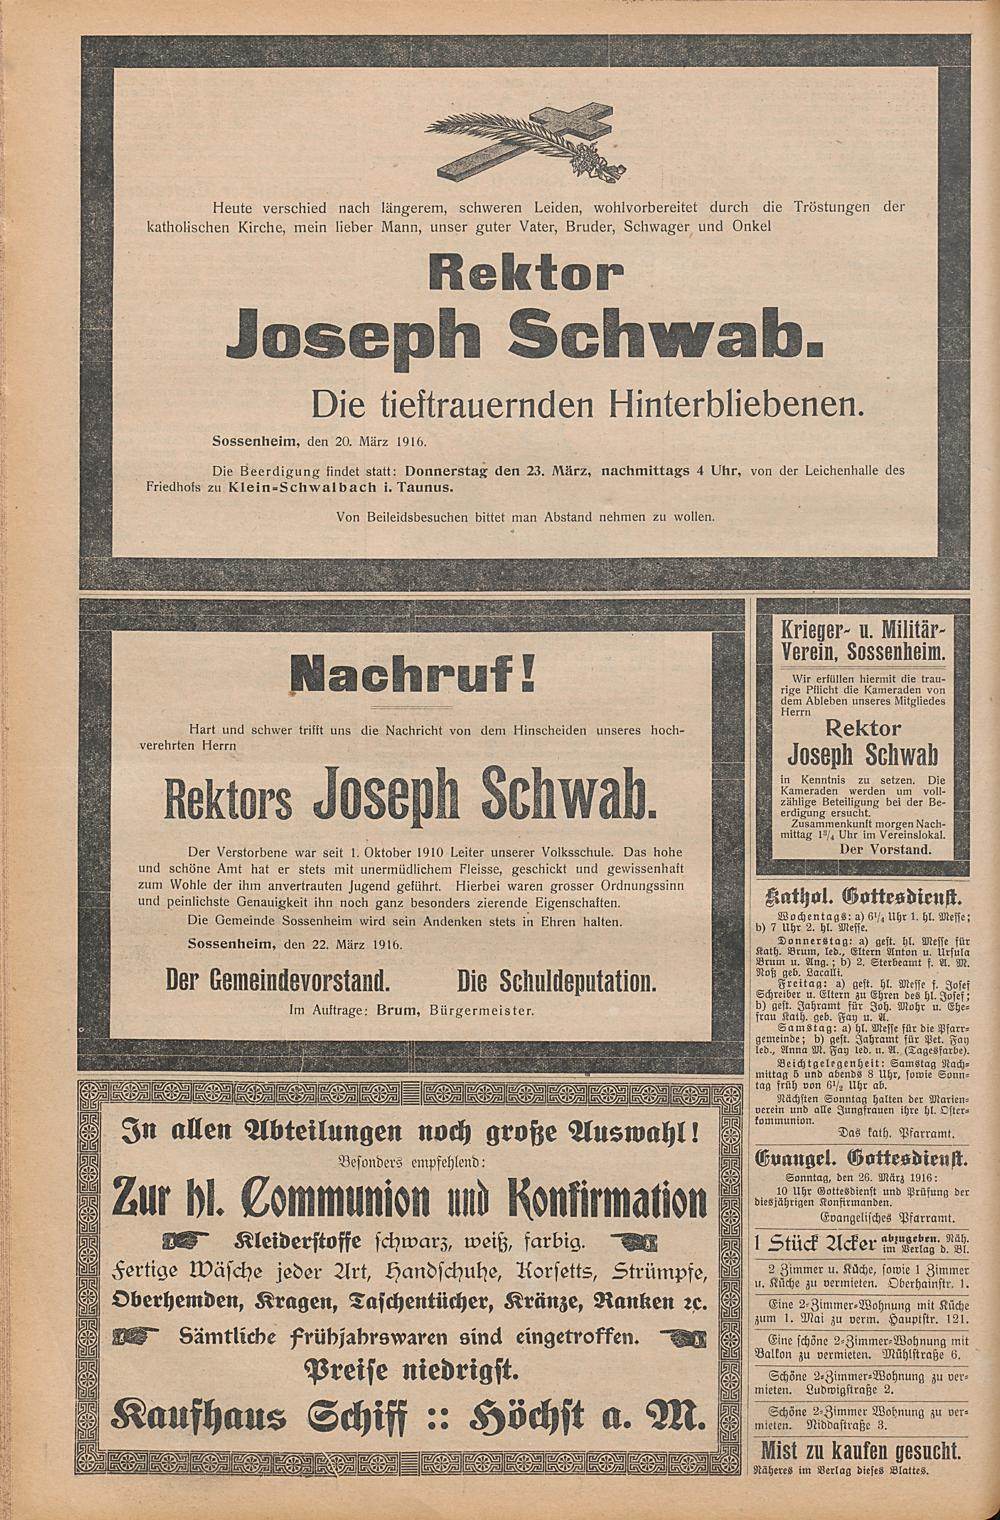 Heute verschied nach längerem, schweren Leiden, wohlvorbereitet durch die Tröstungen der
katholischen Kirche, mein lieber Mann, unser guter Vater, Bruder, Schwager und Onkel
Rektor
Joseph Schwab.
Die tieftrauernden Hinterbliebenen.
Sossenheim, den 20. März 1916.
Die Beerdigung findet statt: Donnerstag den 23. März, nachmittags 4 Uhr, von der Leichenhalle des
Friedhofs zu Klein-Schwalbach i. Taunus.
Von Beileidsbesuchen bittet man Abstand nehmen zu wollen.
Nachruf!
Hart und schwer trifft uns die Nachricht von dem Hinscheiden unseres hoch-
verehrten Herrn
Rektors Joseph Schwab.
Der Verstorbene war seit 1. Oktober 1910 Leiter unserer Volksschule. Das hohe
und schöne Amt hat er stets mit unermüdlichem Fleisse, geschickt und gewissenhaft
zum Wohle der ihm anvertrauten Jugend geführt. Hierbei waren grosser Ordnungssinn
und peinlichste Genauigkeit ihn noch ganz besonders zierende Eigenschaften.
Die Gemeinde Sossenheim wird sein Andenken stets in Ehren halten.
Sossenheim, den 22. März 1916.
Der Gemeindevorstand. Die Schuldeputation.
Im Auftrage: Brum, Bürgermeister.
In allen Abteilungen noch große Auswahl!
Besonders empfehlend:
Zur hl. Communion und Konfirmation
Kleiderstoffe schwarz, weiß, farbig.
Fertige Wäsche jeder Art, Handschuhe, Korsetts, Strümpfe,
Oberhemden, Kragen, Taschentücher, Kränze, Ranken ꝛc.
Sämtliche Frühjahrswaren sind eingetroffen.
Preise niedrigst.
Kaufhaus Schiff :: Höchst a. M.
Krieger- u. Militär-
Verein, Sossenheim.
Wir erfüllen hiermit die trau-
rige Pflicht die Kameraden von
dem Ableben unseres Mitgliedes
Herrn
Rektor
Joseph Schwab
in Kenntnis zu setzen. Die
Kameraden werden um voll-
zählige Beteiligung bei der Be-
erdigung ersucht.
Zusammenkunft morgen Nach-
mittag 1¾ Uhr im Vereinslokal.
Der Vorstand.
Kathol. Gottesdienst.
Wochentags: a) 6¼ Uhr 1. hl. Messe;
b) 7 Uhr 2. hl. Messe.
Donnerstag: a) gest. hl. Messe für
Kath. Brum, led., Eltern Anton u. Ursula
Brum u. Ang.; b) 2. Sterbeamt f. A. M.
Noß geb. Lacalli.
Freitag: a) gest. hl. Messe f. Josef
Schreiber u. Eltern zu Ehren des hl. Josef;
b) gest. Jahramt für Joh. Mohr u. Ehe-
frau Kath. geb. Fay u. A.
Samstag: a) hl. Messe für die Pfarr-
gemeinde; b) gest. Jahramt für Pet. Fay
led., Anna M. Fay led. u. A. (Tagesfarbe).
Beichtgelegenheit: Samstag Nach-
mittag 5 und abends 8 Uhr, sowie Sonn-
tag früh von 6½ Uhr ab.
Nächsten Sonntag halten der Marien-
verein und alle Jungfrauen ihre hl. Oster-
kommunion.
Das kath. Pfarramt.
Evangel. Gottesdienst.
Sonntag, den 26. März 1916:
10 Uhr Gottesdienst und Prüfung der
diesjährigen Konfirmanden.
Evangelisches Pfarramt.
1 Stück Acker abzugeben. Näh.
im Verlag d. Bl.
2 Zimmer u. Küche, sowie 1 Zimmer
u. Küche zu vermieten. Oberhainstr. 1.
Eine 2-Zimmer-Wohnung mit Küche
zum 1. Mai zu verm. Hauptstr. 121.
Eine schöne 2-Zimmer-Wohnung mit
Balkon zu vermieten. Mühlstraße 6.
Schöne 2-Zimmer-Wohnung zu ver-
mieten. Ludwigstraße 2.
Schöne 2-Zimmer Wohnung zu ver-
mieten. Niddastraße 3.
Mist zu kaufen gesucht.
Näheres im Verlag dieses Blattes.